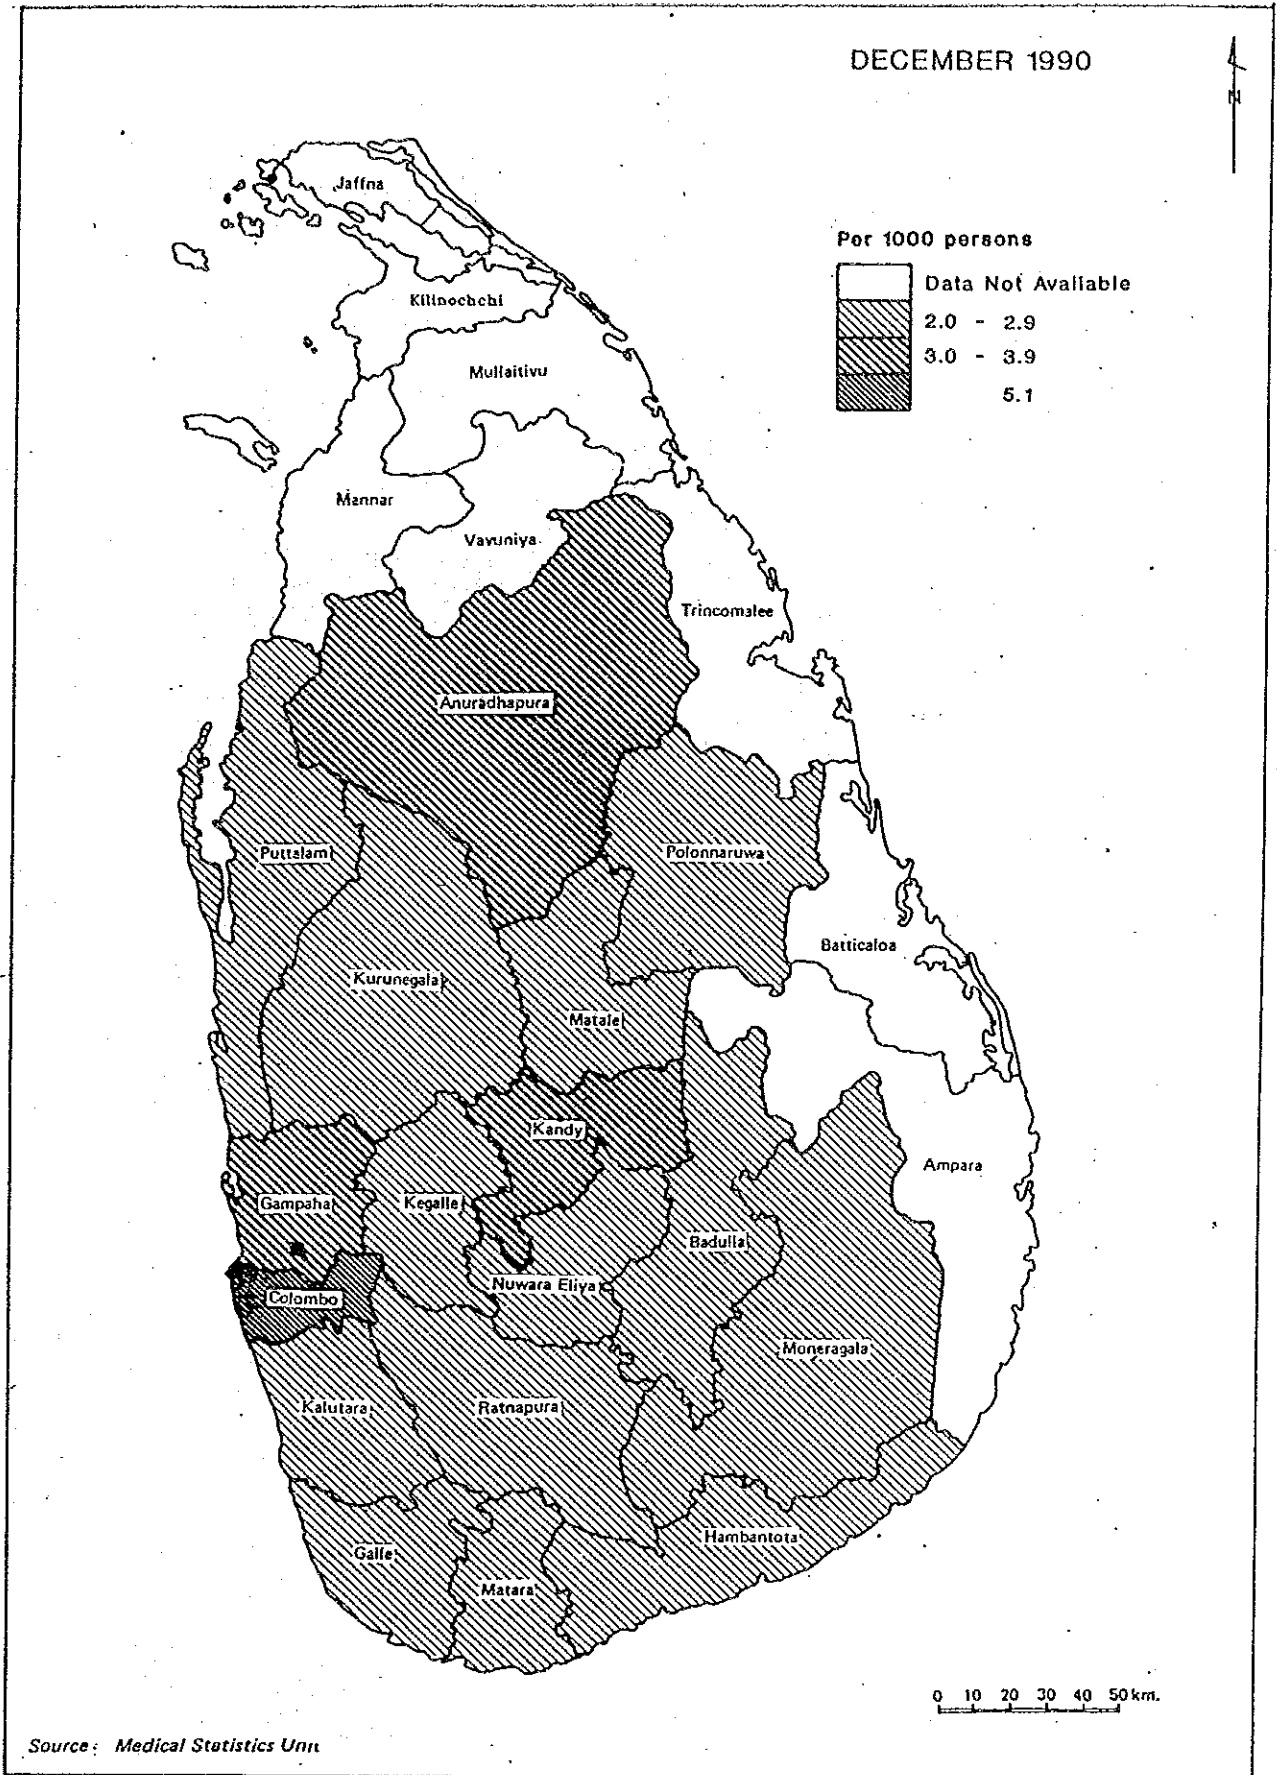 DECEMBER 1990
N
Per 1000 persons
Data Not Available
2.0 - 2.9
3.0 - 3.9
5.1
Jaffna
Kilinochchi
Mullaitivu
Mannar
Vavuniya
Trincomalee
Anuradhapura
Puttalam
Polonnaruwa
Batticaloa
Kurunegala
Matale
Kandy
Ampara
Gampaha
Kegalle
Badulla
Nuwara Eliya
Colombo
Moneragala
Kalutara
Ratnapura
Hambantota
Galle
Matara
0 10 20 30 40 50 km.
Source: Medical Statistics Unit